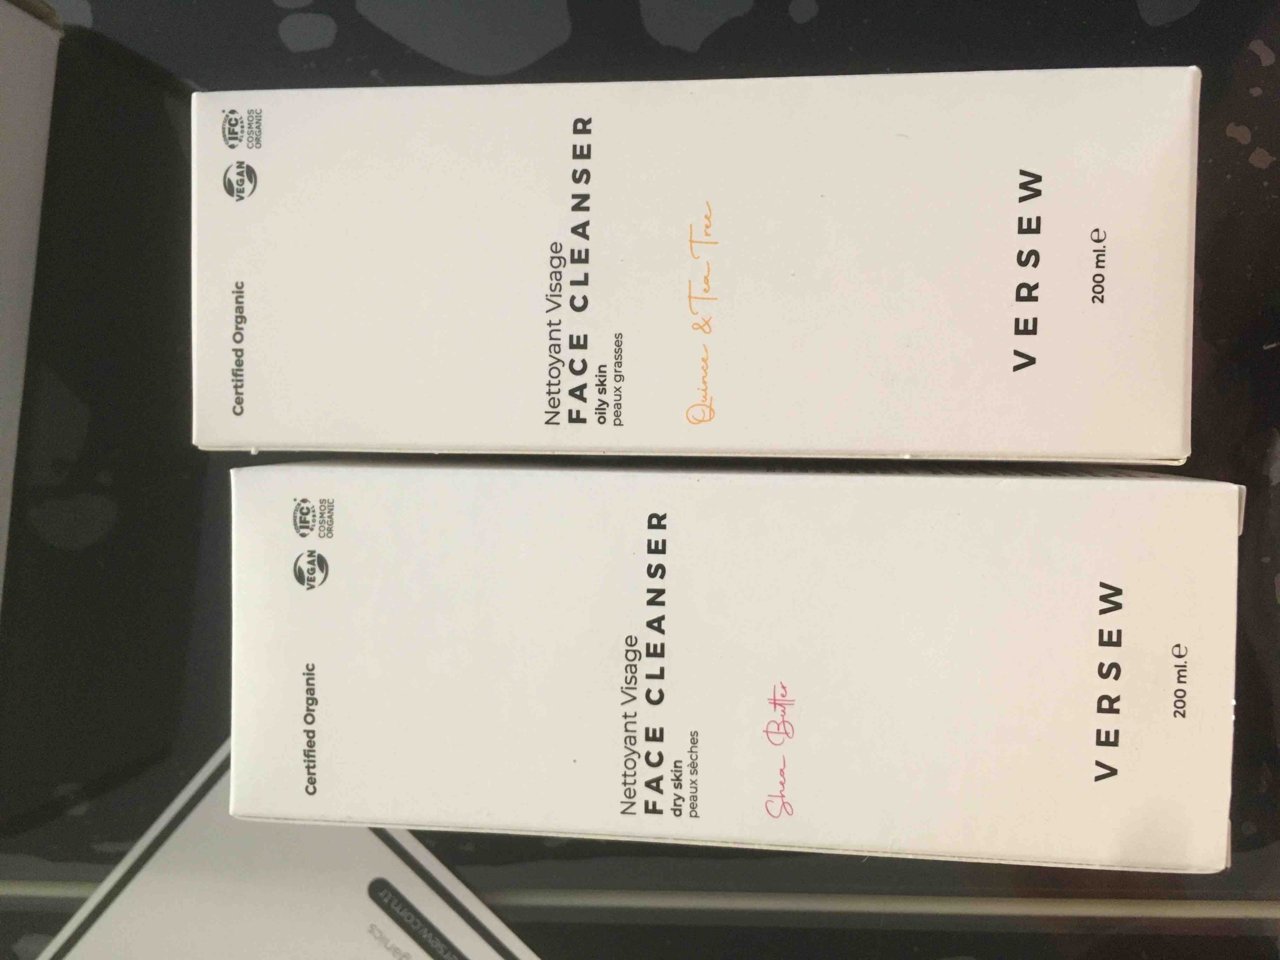 Certified Organic
VEGAN
IFC
COSMOS
ORGANIC
Nettoyant Visage
FACE CLEANSER
oily skin
peaux grasses
Quince & Tea Tree
VERSEW
200 ml.e
Certified Organic
VEGAN
IFC
COSMOS
ORGANIC
Nettoyant Visage
FACE CLEANSER
dry skin
peaux sèches
Shea Butter
VERSEW
200 ml.e